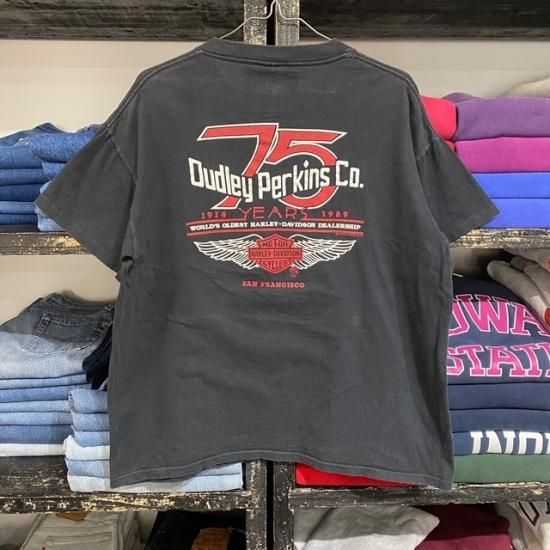 75
Dudley Perkins Co.
1914 YEARS 1989
WORLD'S OLDEST HARLEY-DAVIDSON DEALERSHIP
MOTOR
HARLEY-DAVIDSON
CYCLES
SAN FRANCISCO
IOWA
STATE